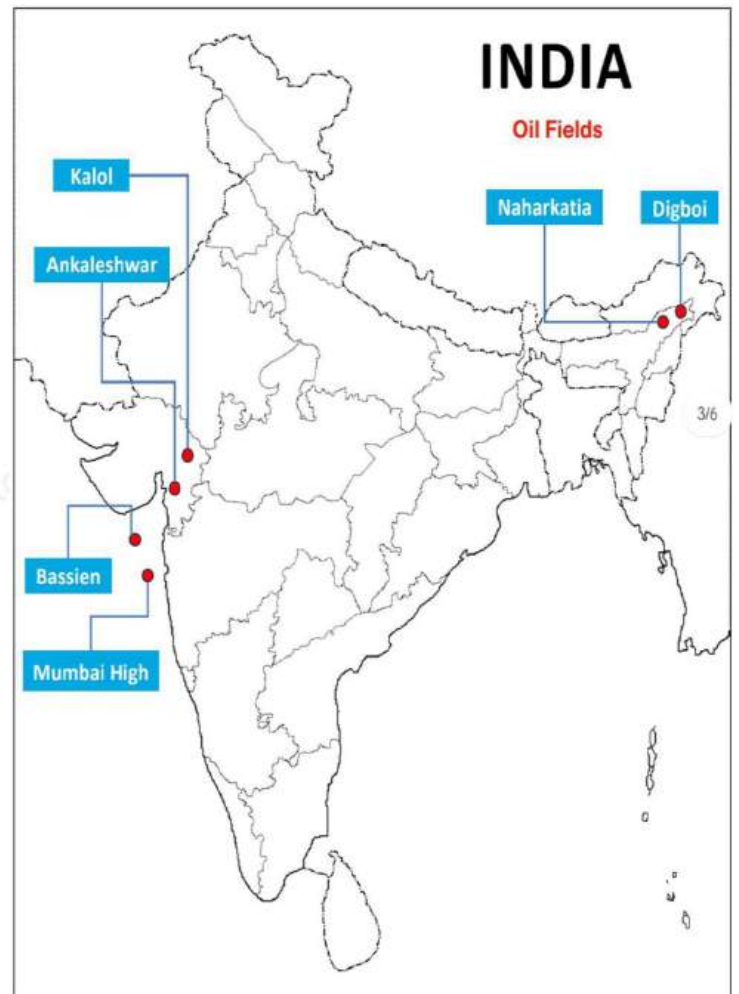 INDIA
Oil Fields
Kalol
Naharkatia
Digboi
Ankaleshwar
3/6
Bassien
Mumbai High